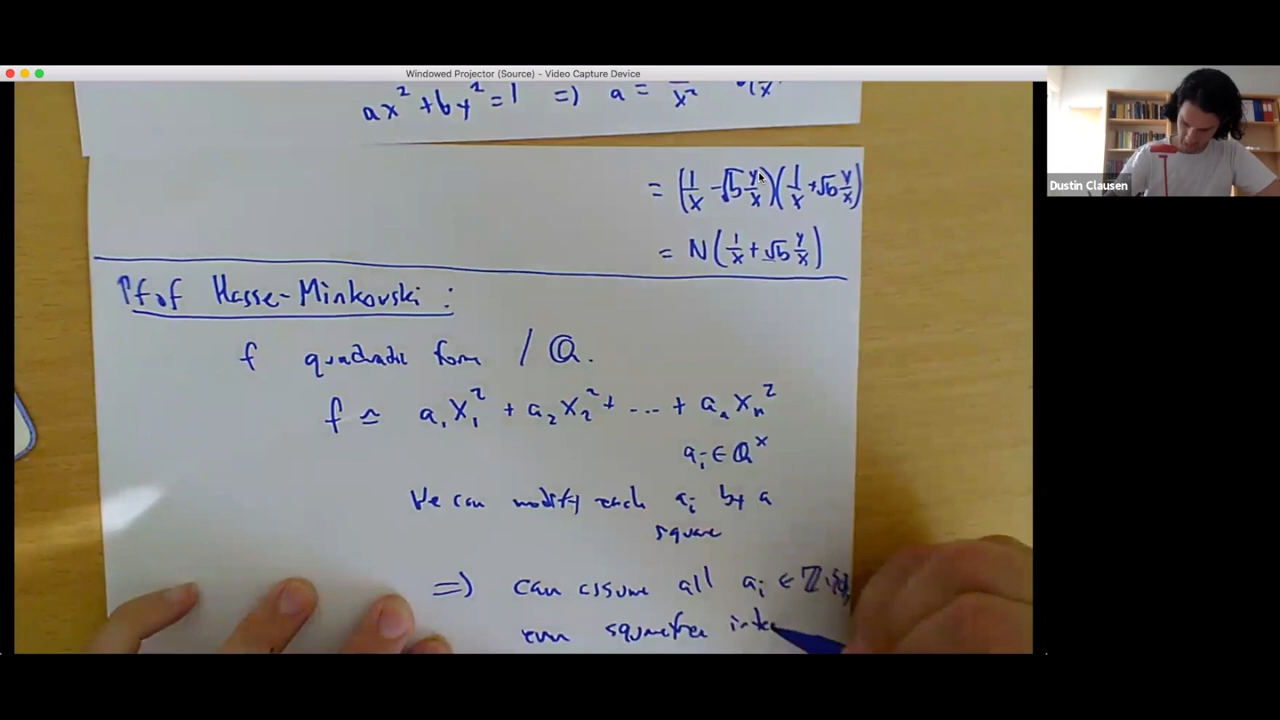 Windowed Projector (Source) - Video Capture Device
ax² + by² = 1 ⇒ a =
= (1/x - √b y/x)(1/x + √b y/x)
= N(1/x + √b y/x)
Pf of Hasse-Minkowski :
f quadratic form / ℚ.
f ≃ a₁X₁² + a₂X₂² + ... + aₙXₙ²
aᵢ ∈ ℚ^×
We can modify each aᵢ by a
square
⇒) can assume all aᵢ ∈ ℤ
even squarefree
Dustin Clausen